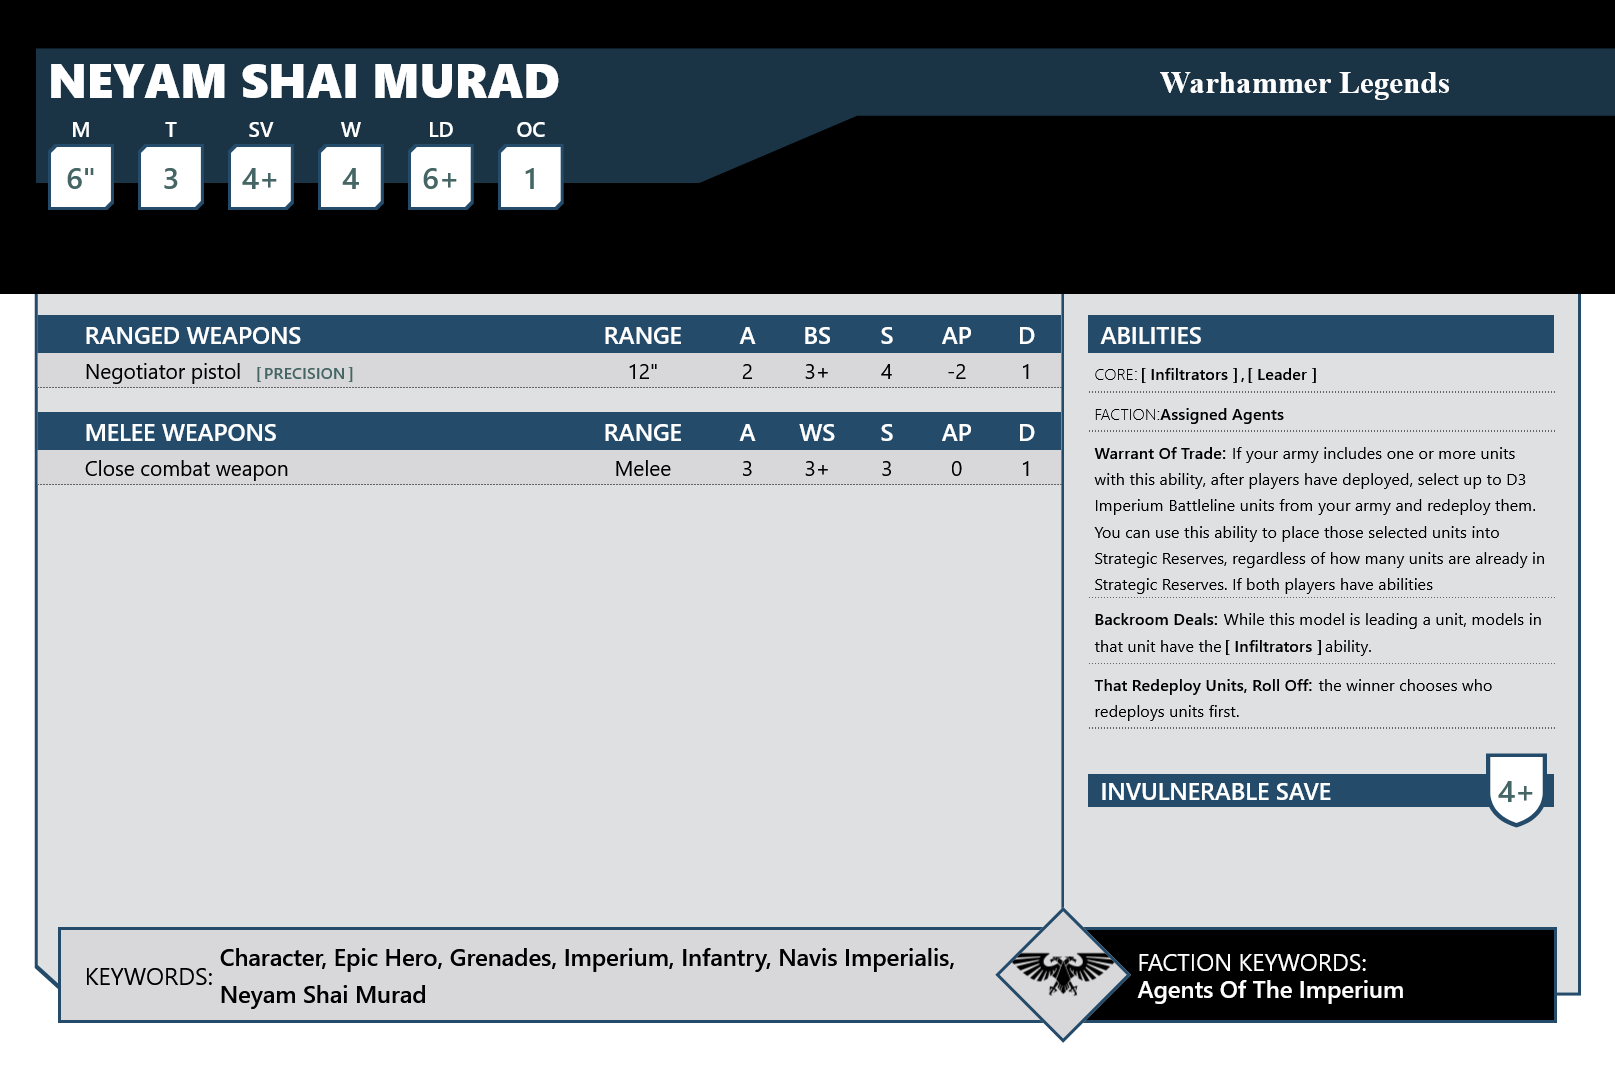 NEYAM SHAI MURAD
Warhammer Legends
M T SV W LD OC
6" 3 4+ 4 6+ 1
RANGED WEAPONS RANGE A BS S AP D
Negotiator pistol [ PRECISION ] 12" 2 3+ 4 -2 1
MELEE WEAPONS RANGE A WS S AP D
Close combat weapon Melee 3 3+ 3 0 1
ABILITIES
CORE: [ Infiltrators ] , [ Leader ]
FACTION:Assigned Agents
Warrant Of Trade: If your army includes one or more units
with this ability, after players have deployed, select up to D3
Imperium Battleline units from your army and redeploy them.
You can use this ability to place those selected units into
Strategic Reserves, regardless of how many units are already in
Strategic Reserves. If both players have abilities
Backroom Deals: While this model is leading a unit, models in
that unit have the [ Infiltrators ] ability.
That Redeploy Units, Roll Off: the winner chooses who
redeploys units first.
INVULNERABLE SAVE 4+
KEYWORDS: Character, Epic Hero, Grenades, Imperium, Infantry, Navis Imperialis,
Neyam Shai Murad
FACTION KEYWORDS:
Agents Of The Imperium